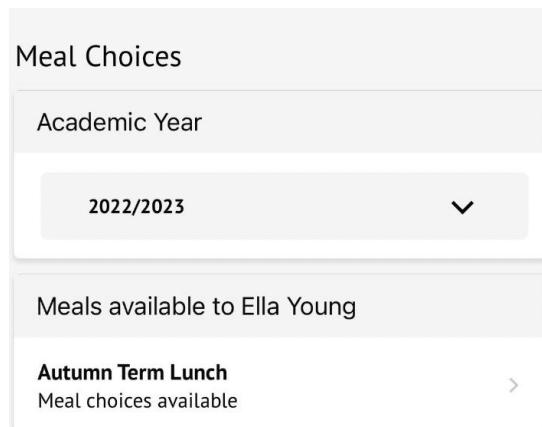 Meal Choices
Academic Year
2022/2023
Meals available to Ella Young
Autumn Term Lunch
Meal choices available